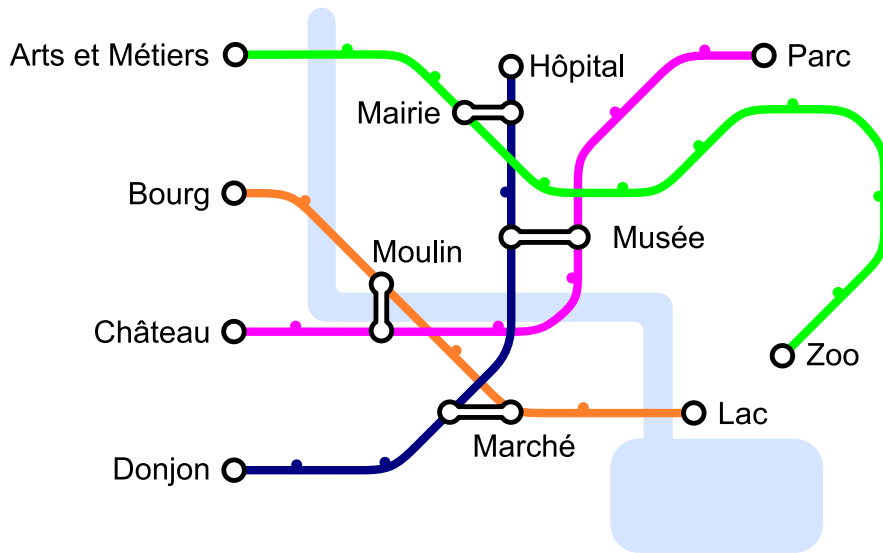 Arts et Métiers
Hôpital
Parc
Mairie
Bourg
Musée
Moulin
Château
Zoo
Lac
Marché
Donjon